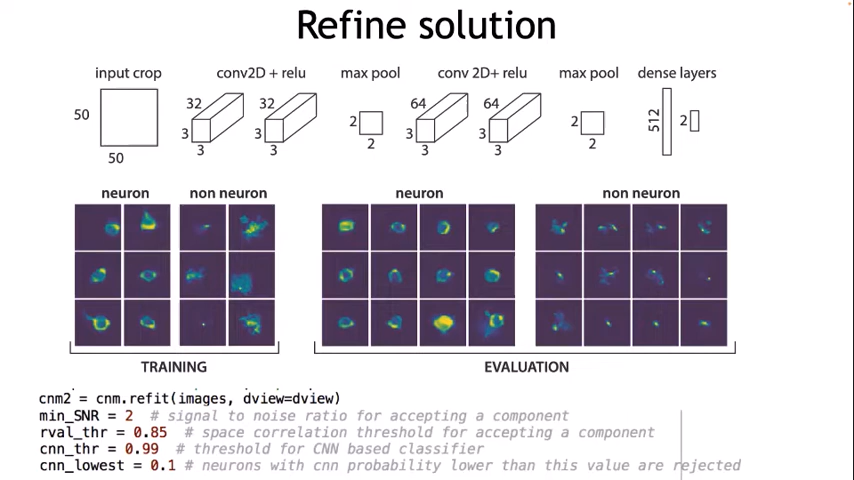 Refine solution
input crop conv2D + relu max pool conv 2D+ relu max pool dense layers
50
50
32
3
3
32
3
3
2
2
64
3
3
64
3
3
2
2
512
2
neuron non neuron neuron non neuron
TRAINING EVALUATION
cnm2 = cnm.refit(images, dview=dview)
min_SNR = 2 # signal to noise ratio for accepting a component
rval_thr = 0.85 # space correlation threshold for accepting a component
cnn_thr = 0.99 # threshold for CNN based classifier
cnn_lowest = 0.1 # neurons with cnn probability lower than this value are rejected